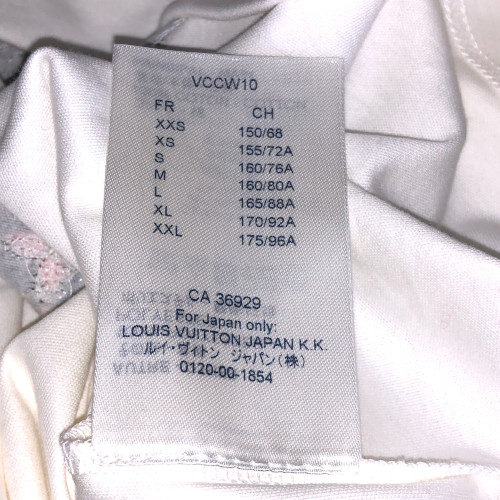 VCCW10
FR CH
XXS 150/68
XS 155/72A
S 160/76A
M 160/80A
L 165/88A
XL 170/92A
XXL 175/96A
CA 36929
For Japan only:
LOUIS VUITTON JAPAN K.K.
ルイ・ヴィトン ジャパン(株)
0120-00-1854